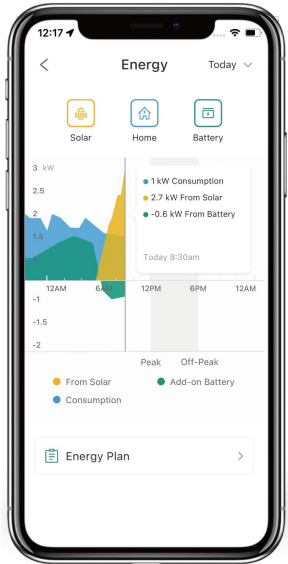 12:17
Energy
Today
Solar Home Battery
3 kW
2.5
2
1.5
1 kW Consumption
2.7 kW From Solar
-0.6 kW From Battery
Today 8:30am
12AM 6AM 12PM 6PM 12AM
-1
-1.5
-2
Peak Off-Peak
From Solar Add-on Battery
Consumption
Energy Plan